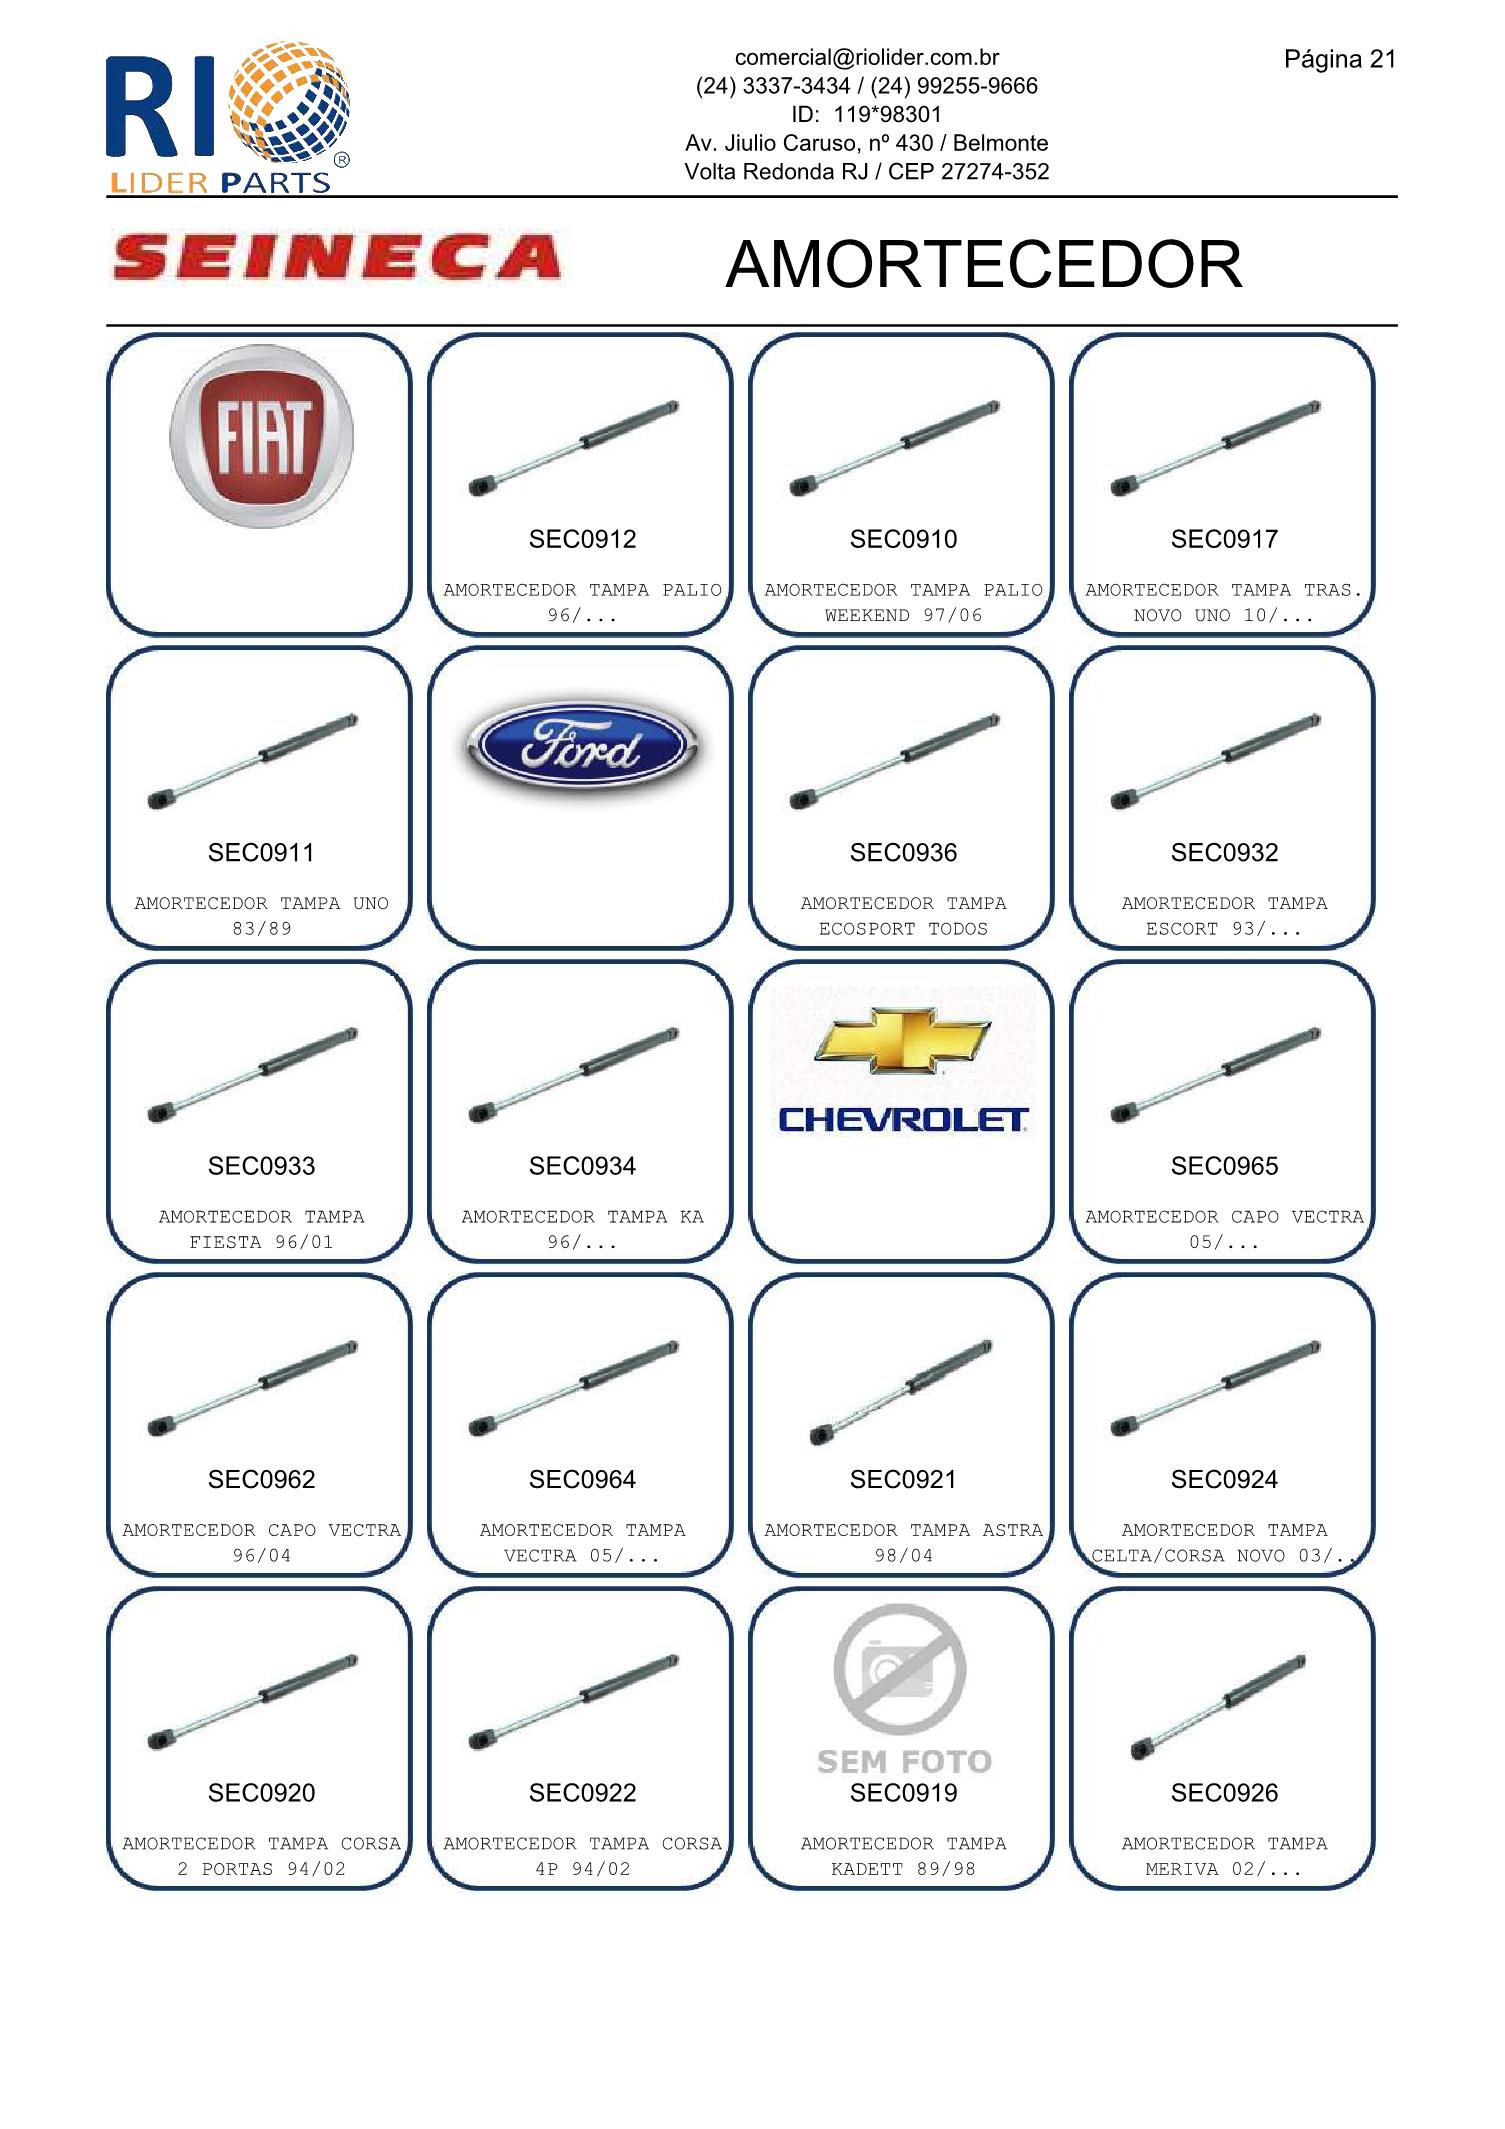 RIO
LIDER PARTS
®
comercial@riolider.com.br
(24) 3337-3434 / (24) 99255-9666
ID: 119*98301
Av. Jiulio Caruso, nº 430 / Belmonte
Volta Redonda RJ / CEP 27274-352
Página 21
SEINECA
AMORTECEDOR
FIAT
SEC0912
AMORTECEDOR TAMPA PALIO
96/...
SEC0910
AMORTECEDOR TAMPA PALIO
WEEKEND 97/06
SEC0917
AMORTECEDOR TAMPA TRAS.
NOVO UNO 10/...
SEC0911
AMORTECEDOR TAMPA UNO
83/89
Ford
SEC0936
AMORTECEDOR TAMPA
ECOSPORT TODOS
SEC0932
AMORTECEDOR TAMPA
ESCORT 93/...
SEC0933
AMORTECEDOR TAMPA
FIESTA 96/01
SEC0934
AMORTECEDOR TAMPA KA
96/...
CHEVROLET
SEC0965
AMORTECEDOR CAPO VECTRA
05/...
SEC0962
AMORTECEDOR CAPO VECTRA
96/04
SEC0964
AMORTECEDOR TAMPA
VECTRA 05/...
SEC0921
AMORTECEDOR TAMPA ASTRA
98/04
SEC0924
AMORTECEDOR TAMPA
CELTA/CORSA NOVO 03/..
SEC0920
AMORTECEDOR TAMPA CORSA
2 PORTAS 94/02
SEC0922
AMORTECEDOR TAMPA CORSA
4P 94/02
SEM FOTO
SEC0919
AMORTECEDOR TAMPA
KADETT 89/98
SEC0926
AMORTECEDOR TAMPA
MERIVA 02/...